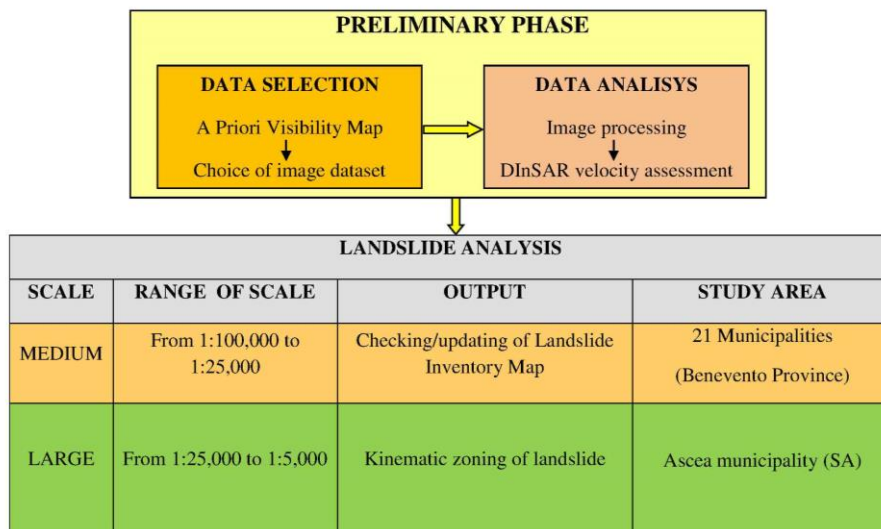 PRELIMINARY PHASE
DATA SELECTION
A Priori Visibility Map
Choice of image dataset
DATA ANALISYS
Image processing
DInSAR velocity assessment
LANDSLIDE ANALYSIS
SCALE
RANGE OF SCALE
OUTPUT
STUDY AREA
MEDIUM
From 1:100,000 to
1:25,000
Checking/updating of Landslide
Inventory Map
21 Municipalities
(Benevento Province)
LARGE
From 1:25,000 to 1:5,000
Kinematic zoning of landslide
Ascea municipality (SA)